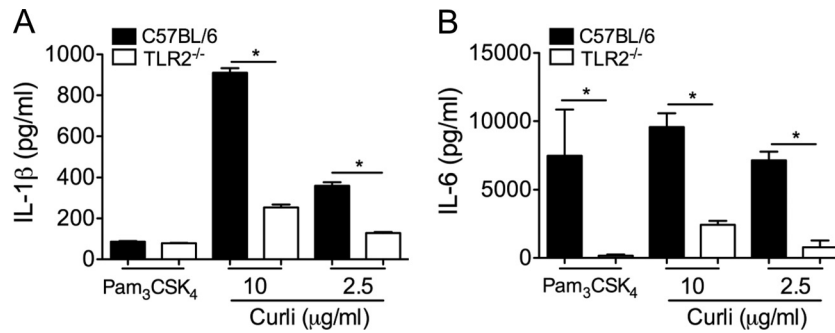 A
C57BL/6
TLR2-/-
IL-1β (pg/ml)
1000
800
600
400
200
0
*
*
Pam3CSK4
10
2.5
Curli (μg/ml)
B
C57BL/6
TLR2-/-
IL-6 (pg/ml)
15000
10000
5000
0
*
*
*
Pam3CSK4
10
2.5
Curli (μg/ml)